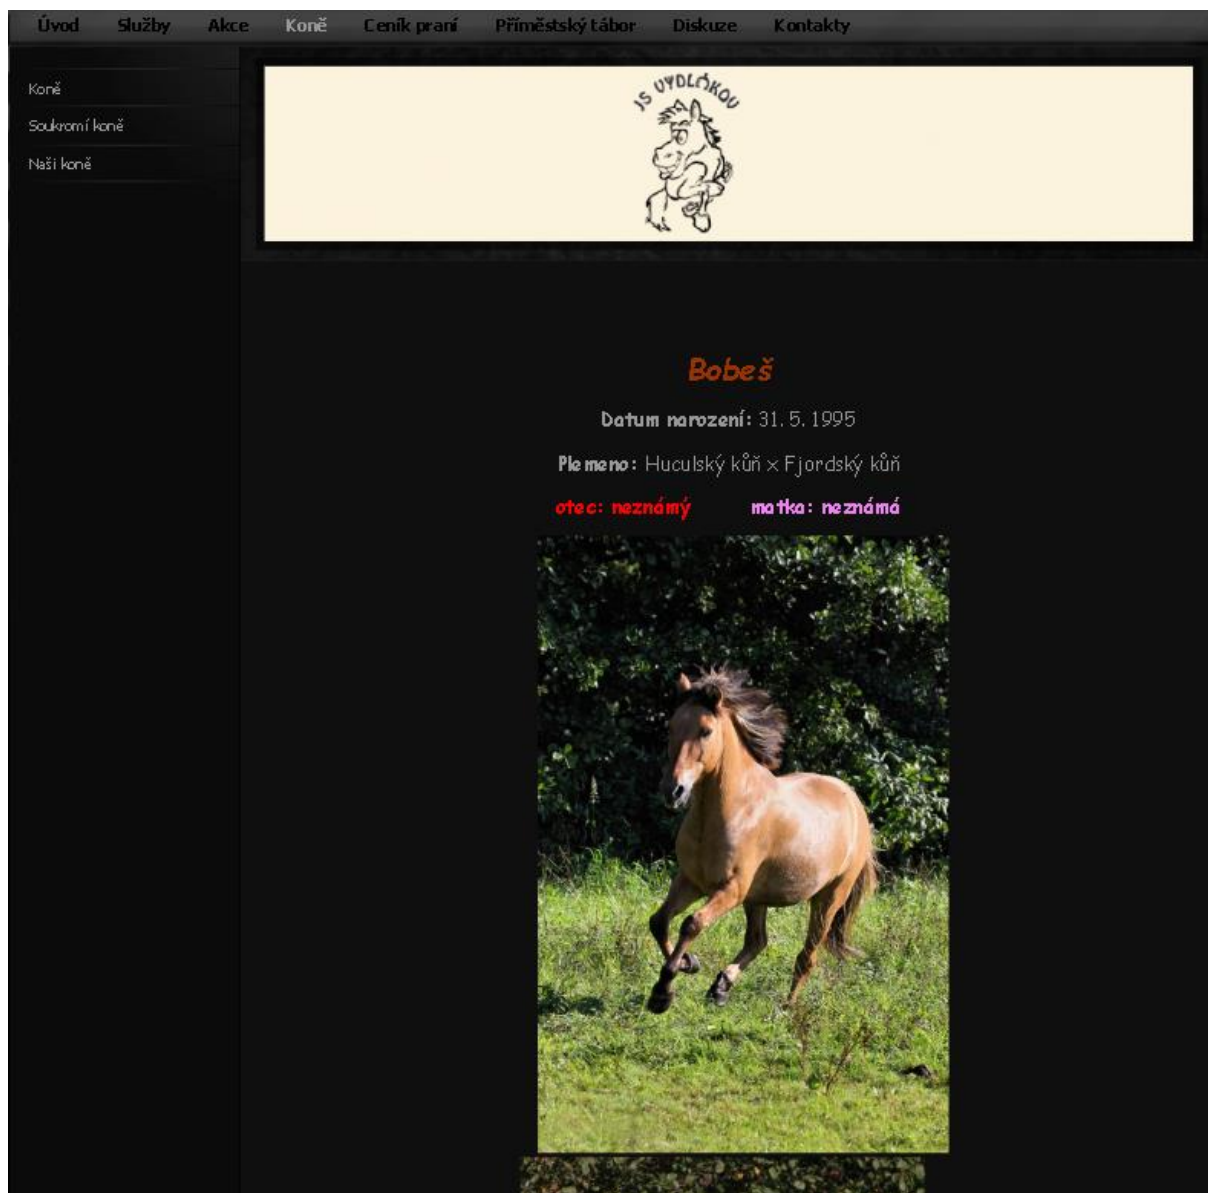 Úvod Služby Akce Koně Ceník praní Příměstský tábor Diskuze Kontakty
Koně
Soukromí koně
Naši koně
JS VYDLÁKOV
Bobeš
Datum narození: 31. 5. 1995
Plemeno: Huculský kůň × Fjordský kůň
otec: neznámý matka: neznámá